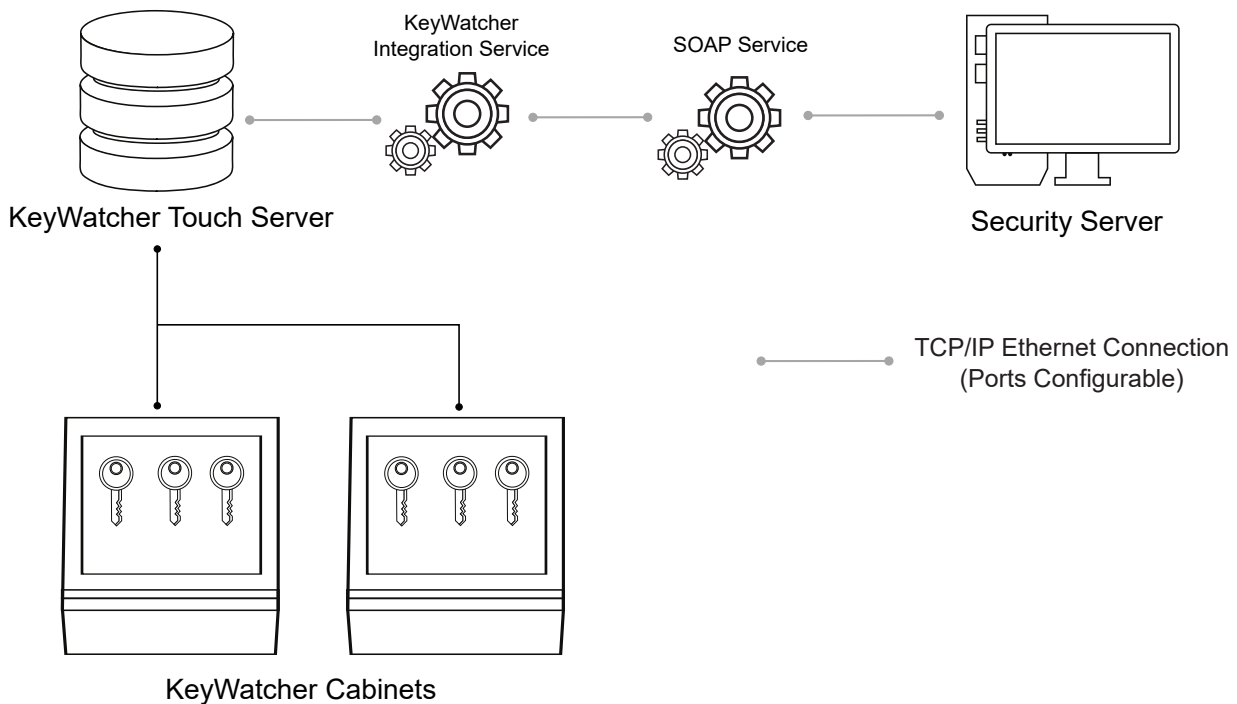 KeyWatcher
Integration Service
SOAP Service
KeyWatcher Touch Server
Security Server
TCP/IP Ethernet Connection
(Ports Configurable)
KeyWatcher Cabinets